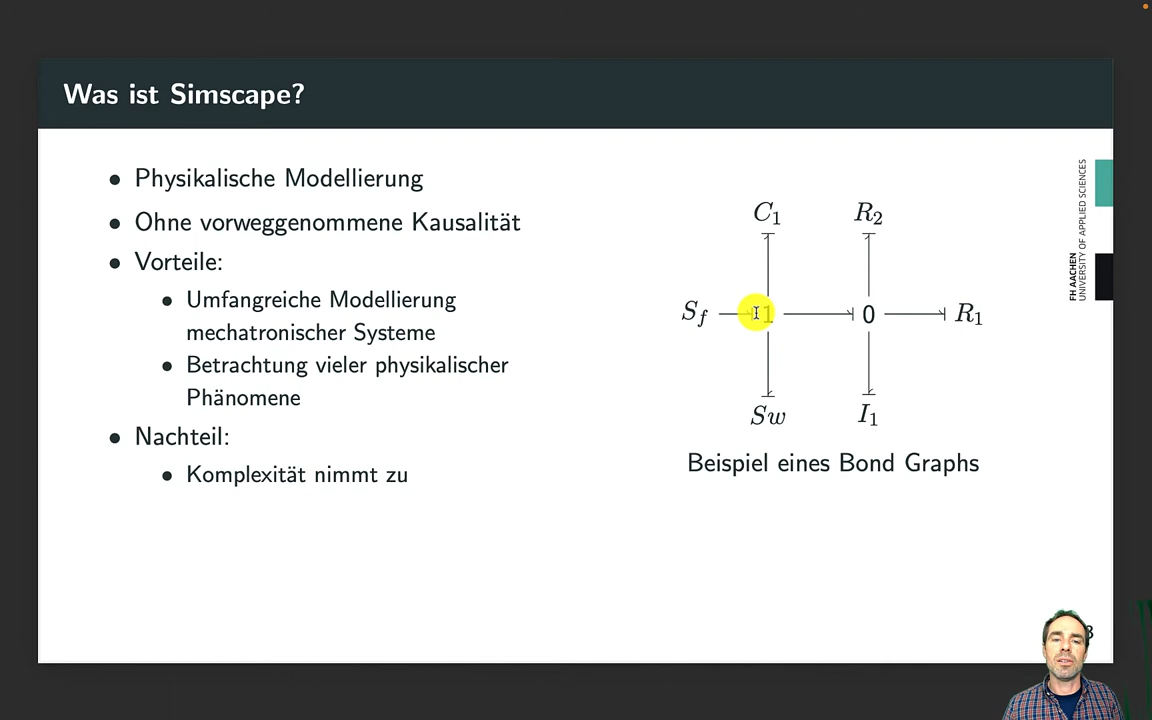 Was ist Simscape?
• Physikalische Modellierung
• Ohne vorweggenommene Kausalität
• Vorteile:
• Umfangreiche Modellierung
mechatronischer Systeme
• Betrachtung vieler physikalischer
Phänomene
• Nachteil:
• Komplexität nimmt zu
C₁ R₂
S_f 1 0 R₁
Sw I₁
Beispiel eines Bond Graphs
FH AACHEN
UNIVERSITY OF APPLIED SCIENCES